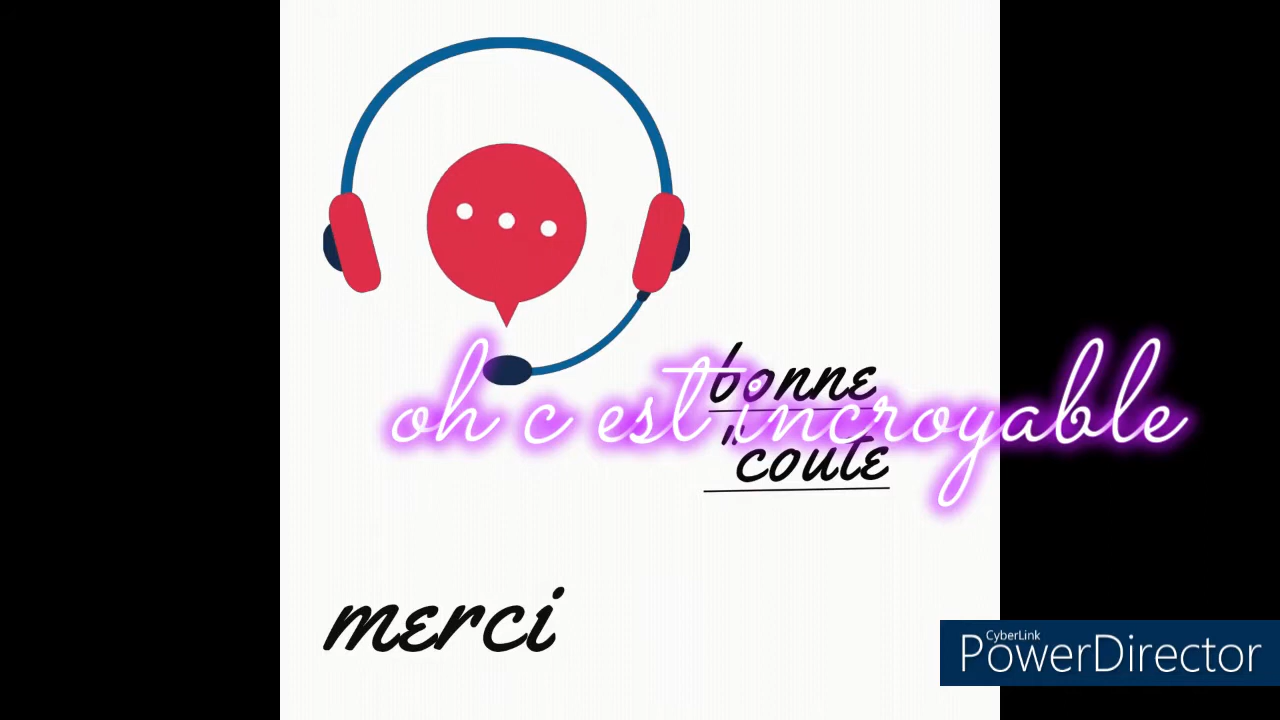 bonne
oh c est incroyable
"coute
merci
CyberLink
PowerDirector